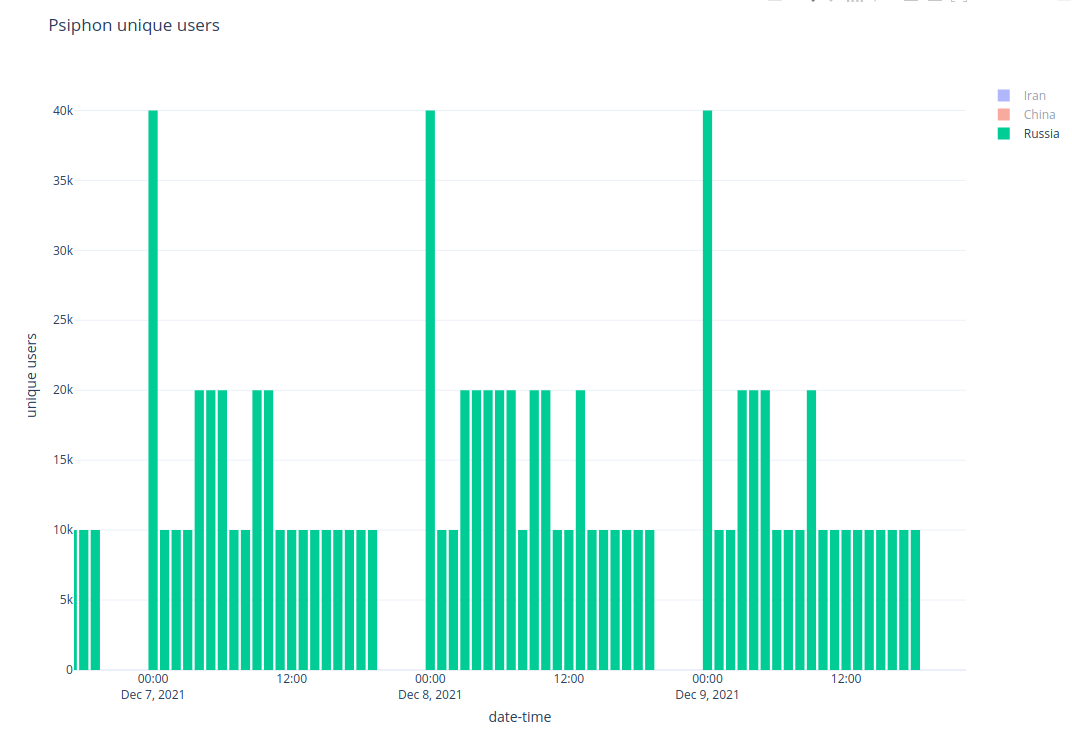 Psiphon unique users
Iran
China
Russia
40k
35k
30k
25k
20k
15k
10k
5k
0
unique users
00:00 12:00 00:00 12:00 00:00 12:00
Dec 7, 2021 Dec 8, 2021 Dec 9, 2021
date-time